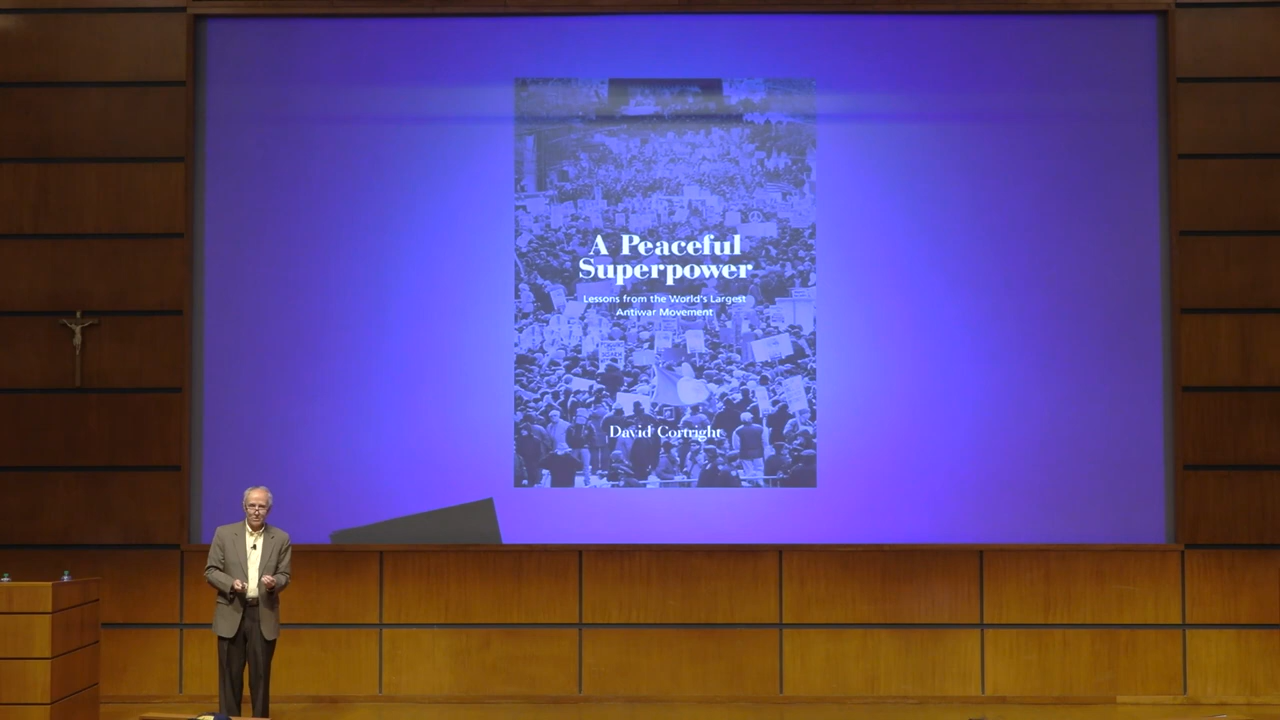 A Peaceful
Superpower
Lessons from the World's Largest
Antiwar Movement
David Cortright